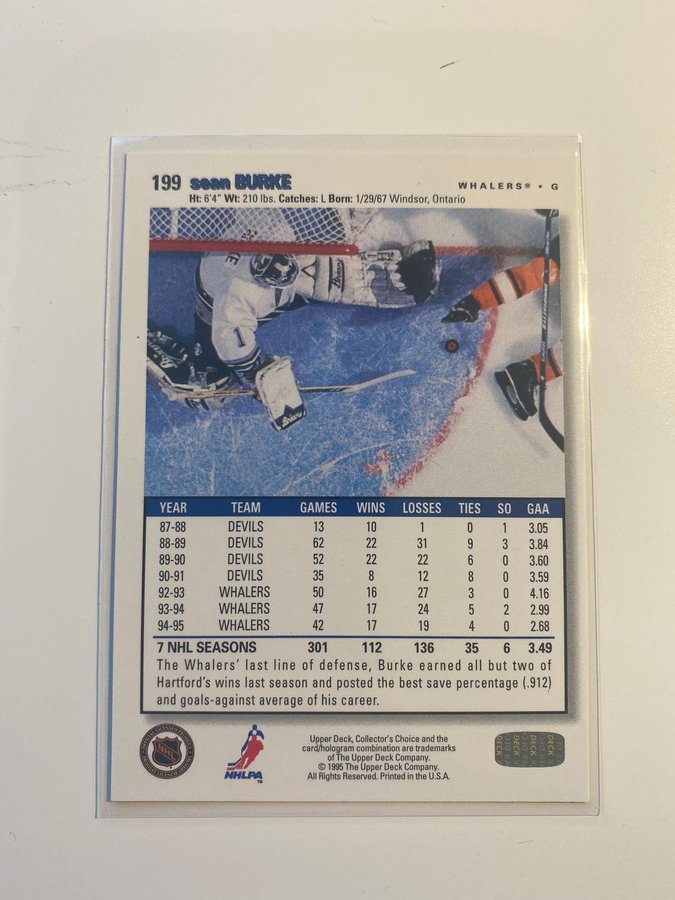 199 sean BURKE
WHALERS® • G
Ht: 6'4" Wt: 210 lbs. Catches: L Born: 1/29/67 Windsor, Ontario
1
YEAR TEAM GAMES WINS LOSSES TIES SO GAA
87-88 DEVILS 13 10 1 0 1 3.05
88-89 DEVILS 62 22 31 9 3 3.84
89-90 DEVILS 52 22 22 6 0 3.60
90-91 DEVILS 35 8 12 8 0 3.59
92-93 WHALERS 50 16 27 3 0 4.16
93-94 WHALERS 47 17 24 5 2 2.99
94-95 WHALERS 42 17 19 4 0 2.68
7 NHL SEASONS 301 112 136 35 6 3.49
The Whalers' last line of defense, Burke earned all but two of
Hartford's wins last season and posted the best save percentage (.912)
and goals-against average of his career.
NHL
NHLPA™
Upper Deck, Collector's Choice and the
card/hologram combination are trademarks
of The Upper Deck Company.
© 1995 The Upper Deck Company.
All Rights Reserved. Printed in the U.S.A.
DECK
DECK
DECK